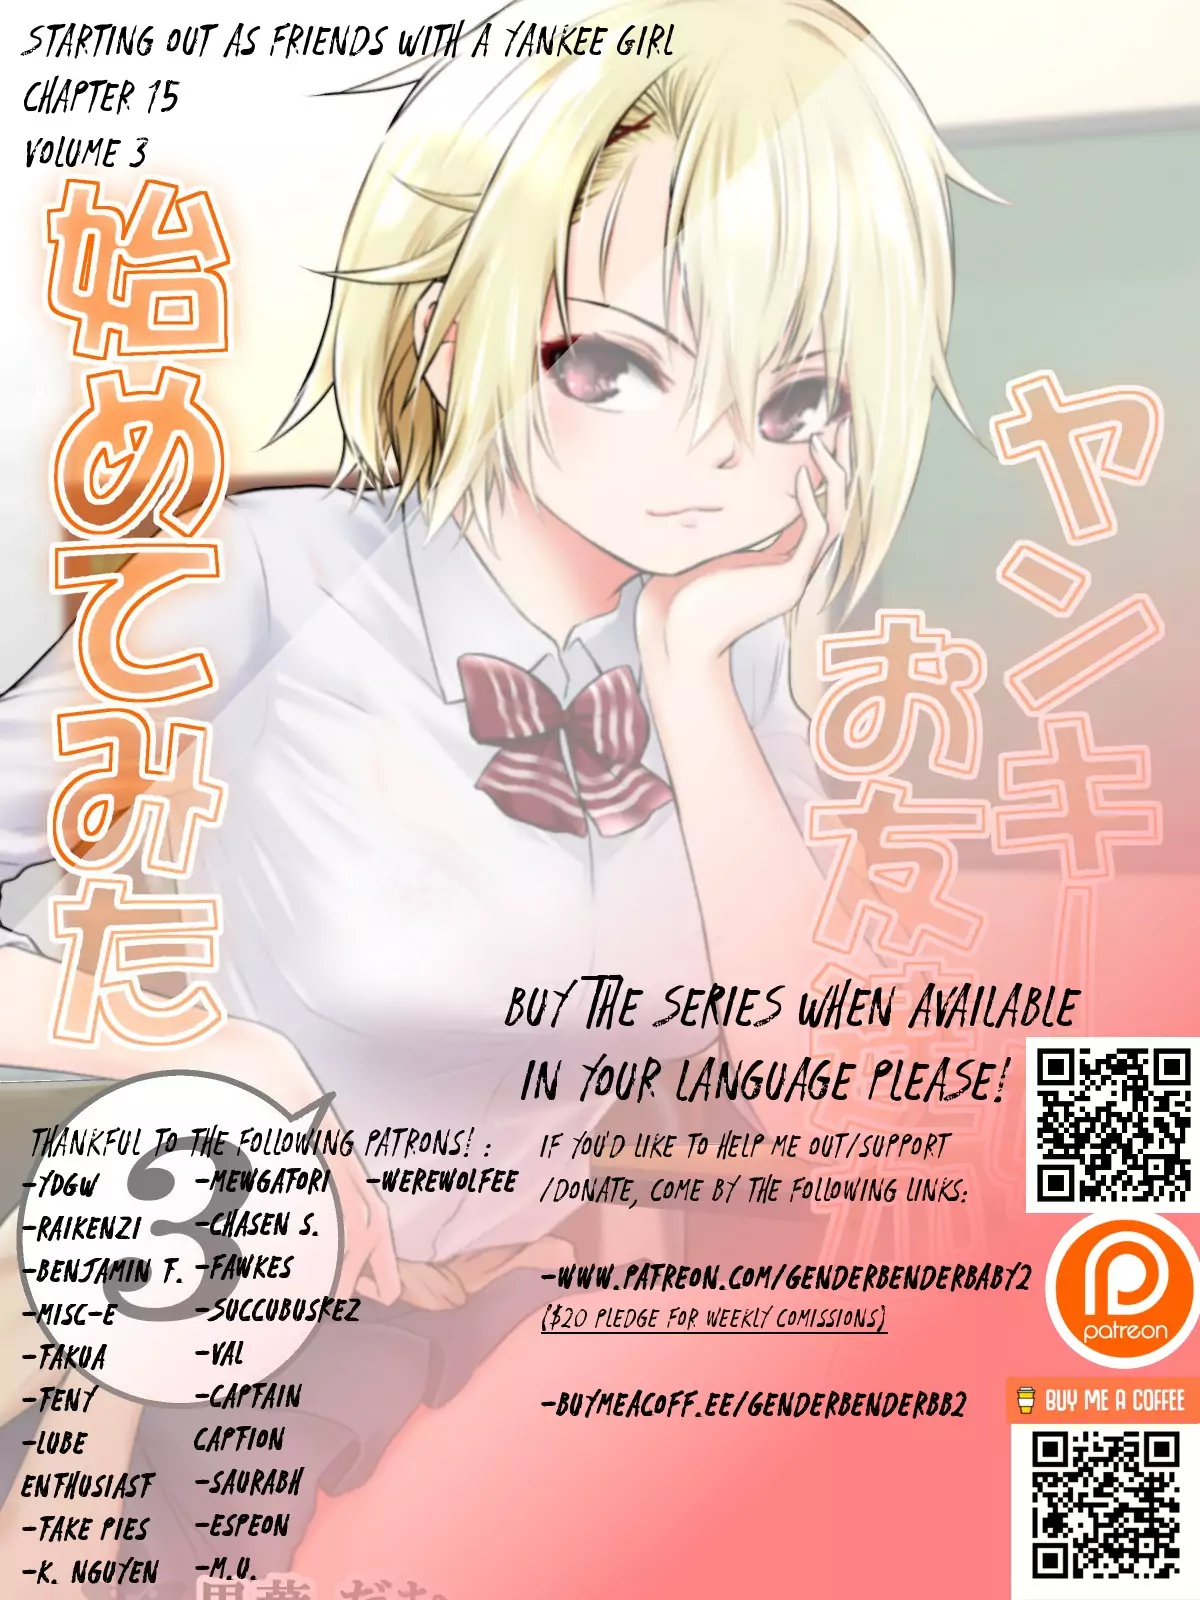 STARTING OUT AS FRIENDS WITH A YANKEE GIRL
CHAPTER 15
VOLUME 3
ヤンキー
お友達か
始めてみた
3
BUY THE SERIES WHEN AVAILABLE
IN YOUR LANGUAGE PLEASE!
THANKFUL TO THE FOLLOWING PATRONS! :
-YDGW
-RAIKENZI
-BENJAMIN F.
-MISC-E
-TAKUA
-TENY
-LUBE
ENTHUSIAST
-TAKE PIES
-K. NGUYEN
-MEWGATORI
-CHASEN S.
-FAWKES
-SUCCUBUSKEZ
-VAL
-CAPTAIN
CAPTION
-SAURABH
-ESPEON
-M.U.
-WEREWOLFEE
IF YOU'D LIKE TO HELP ME OUT/SUPPORT
/DONATE, COME BY THE FOLLOWING LINKS:
-WWW.PATREON.COM/GENDERBENDERBABY2
($20 PLEDGE FOR WEEKLY COMISSIONS)
-BUYMEACOFF.EE/GENDERBENDERBB2
patreon
BUY ME A COFFEE